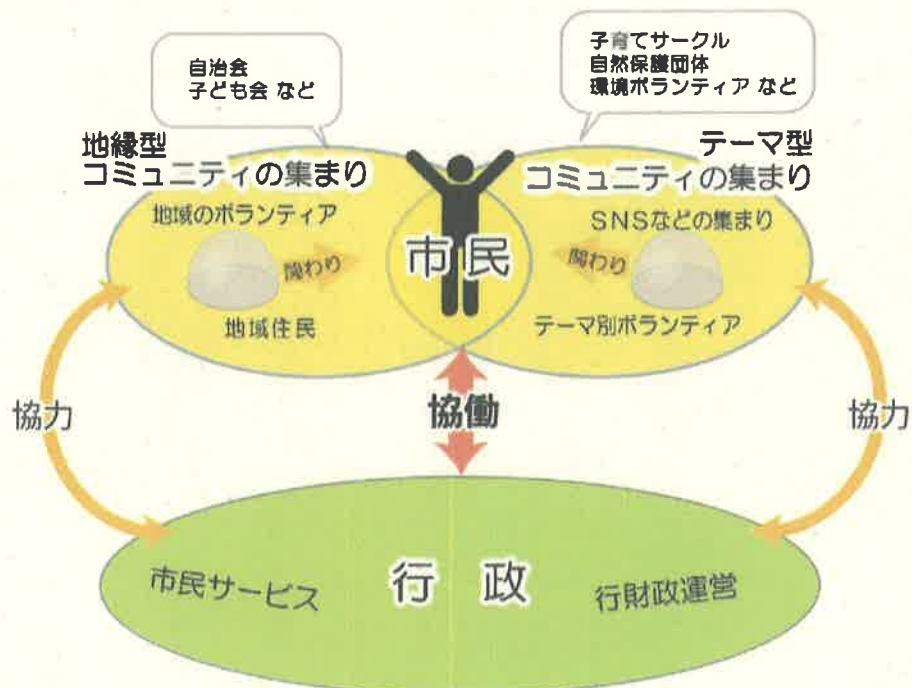 自治会
子ども会 など
子育てサークル
自然保護団体
環境ボランティア など
地縁型
コミュニティの集まり
テーマ型
コミュニティの集まり
地域のボランティア
関わり
地域住民
市民
SNSなどの集まり
関わり
テーマ別ボランティア
協力
協働
協力
市民サービス
行政
行財政運営